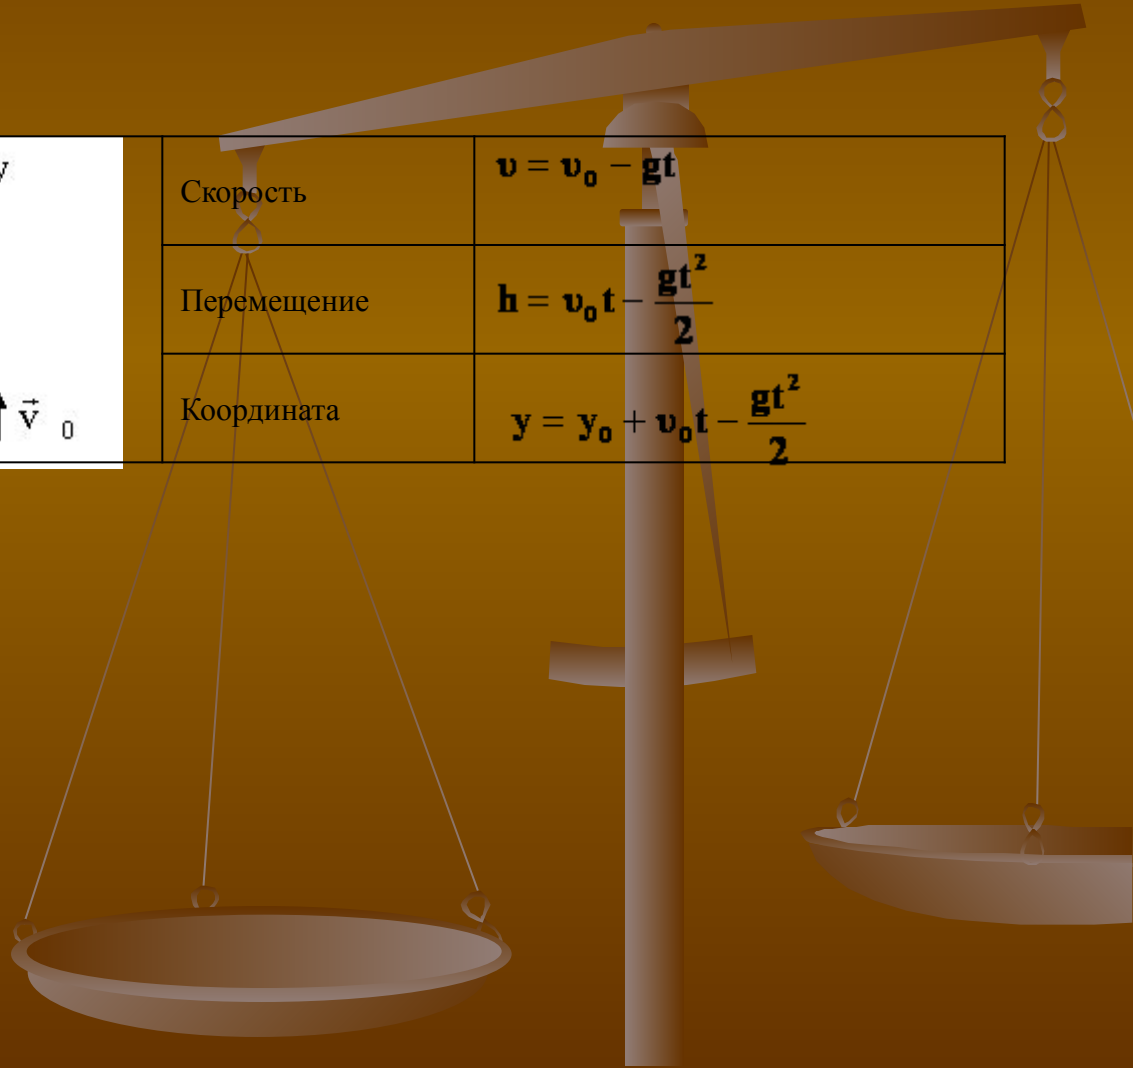 y
v⃗ 0
Скорость
υ = υ₀ − gt
Перемещение
h = υ₀t − gt²/2
Координата
y = y₀ + υ₀t − gt²/2